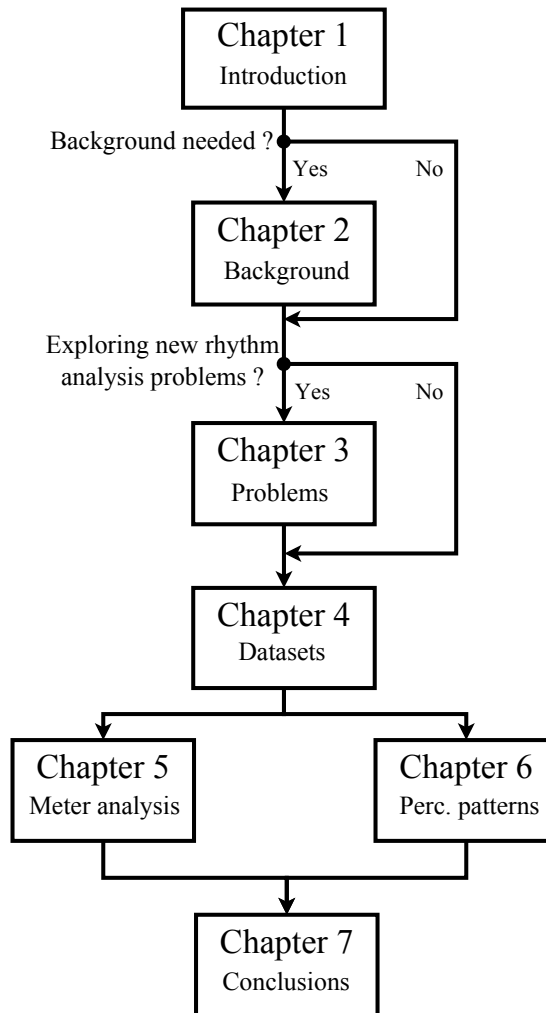 Chapter 1
Introduction
Background needed ?
Yes
No
Chapter 2
Background
Exploring new rhythm
analysis problems ?
Yes
No
Chapter 3
Problems
Chapter 4
Datasets
Chapter 5
Meter analysis
Chapter 6
Perc. patterns
Chapter 7
Conclusions